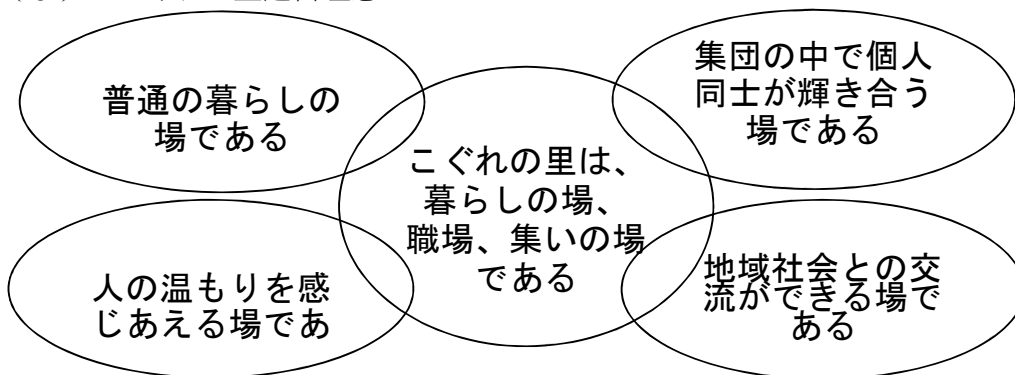 普通の暮らしの
場である
集団の中で個人
同士が輝き合う
場である
こぐれの里は、
暮らしの場、
職場、集いの場
である
人の温もりを感
じあえる場であ
地域社会との交
流ができる場で
ある